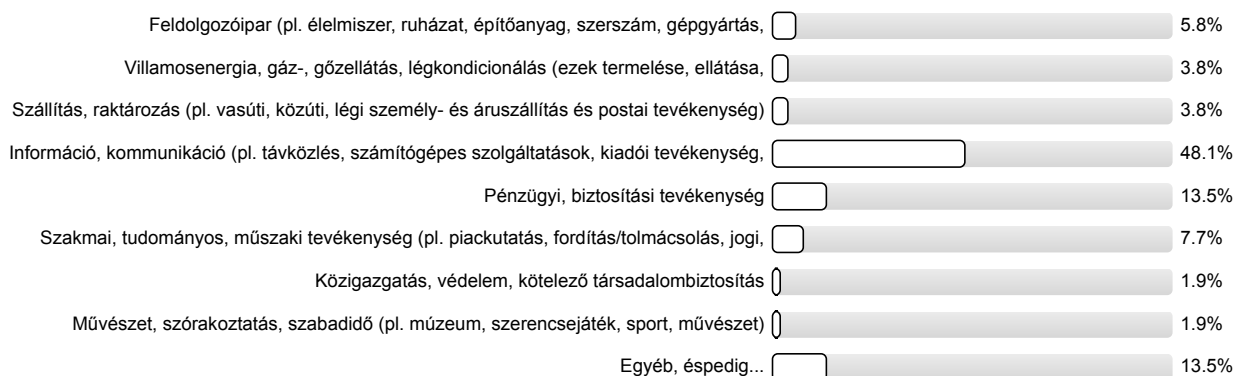 Feldolgozóipar (pl. élelmiszer, ruházat, építőanyag, szerszám, gépgyártás, 5.8%
Villamosenergia, gáz-, gőzellátás, légkondicionálás (ezek termelése, ellátása, 3.8%
Szállítás, raktározás (pl. vasúti, közúti, légi személy- és áruszállítás és postai tevékenység) 3.8%
Információ, kommunikáció (pl. távközlés, számítógépes szolgáltatások, kiadói tevékenység, 48.1%
Pénzügyi, biztosítási tevékenység 13.5%
Szakmai, tudományos, műszaki tevékenység (pl. piackutatás, fordítás/tolmácsolás, jogi, 7.7%
Közigazgatás, védelem, kötelező társadalombiztosítás 1.9%
Művészet, szórakoztatás, szabadidő (pl. múzeum, szerencsejáték, sport, művészet) 1.9%
Egyéb, éspedig... 13.5%